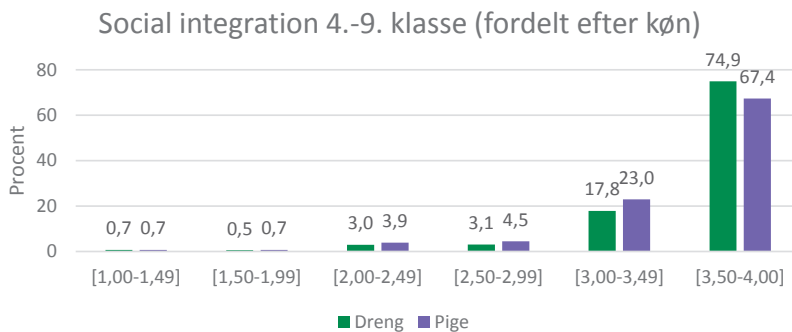 Social integration 4.-9. klasse (fordelt efter køn)
Procent
80
60
40
20
0
0,7 0,7 0,5 0,7 3,0 3,9 3,1 4,5 17,8 23,0 74,9 67,4
[1,00-1,49] [1,50-1,99] [2,00-2,49] [2,50-2,99] [3,00-3,49] [3,50-4,00]
Dreng Pige